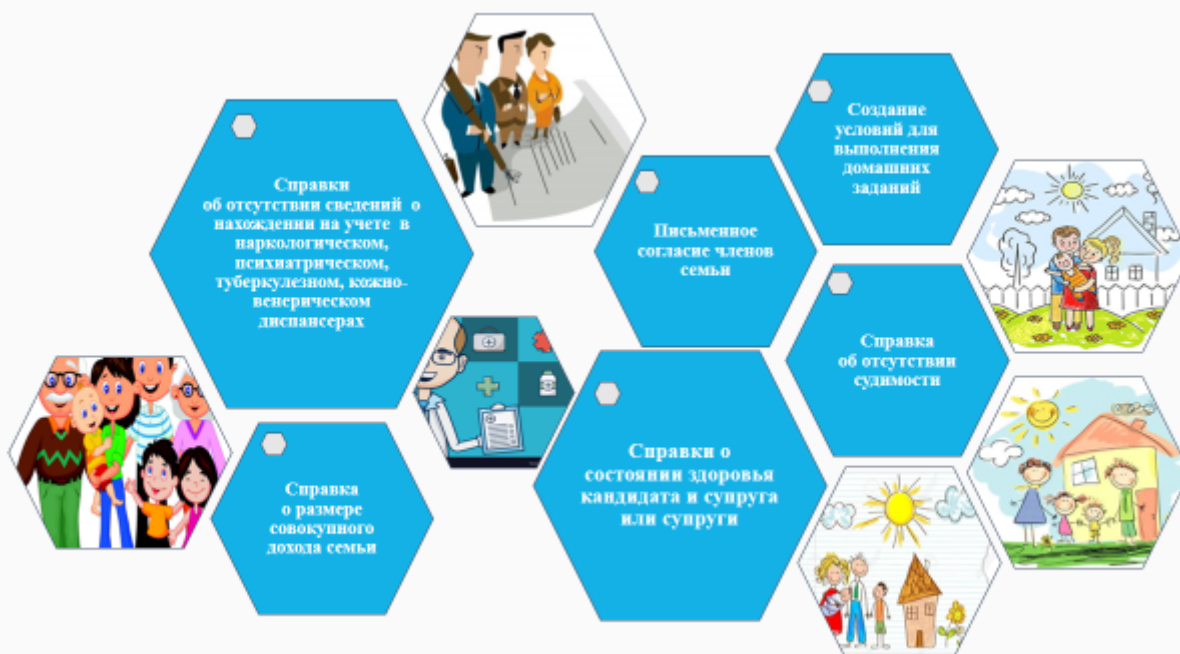 Справки
об отсутствии сведений о
нахождении на учете в
наркологическом,
психиатрическом,
туберкулезном, кожно-
венерическом
диспансерах
Справка
о размере
совокупного
дохода семьи
Письменное
согласие членов
семьи
Справки о
состоянии здоровья
кандидата и супруга
или супруги
Создание
условий для
выполнения
домашних
заданий
Справка
об отсутствии
судимости